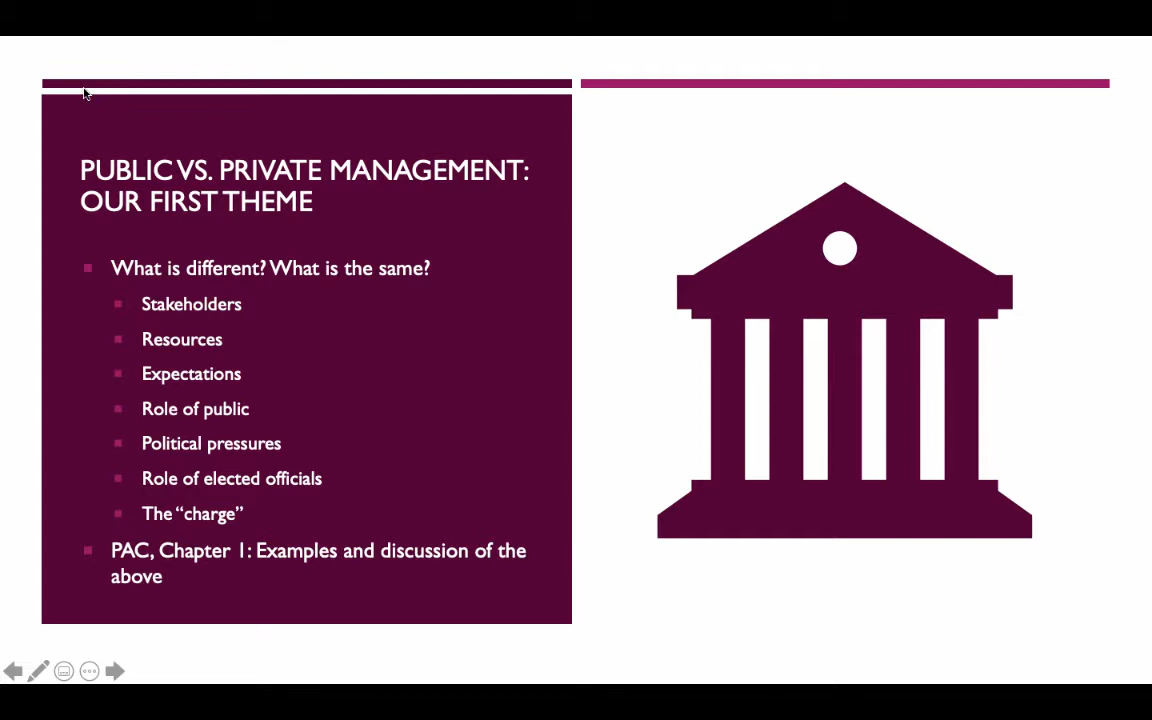 PUBLIC VS. PRIVATE MANAGEMENT:
OUR FIRST THEME
What is different? What is the same?
Stakeholders
Resources
Expectations
Role of public
Political pressures
Role of elected officials
The “charge”
PAC, Chapter 1: Examples and discussion of the
above